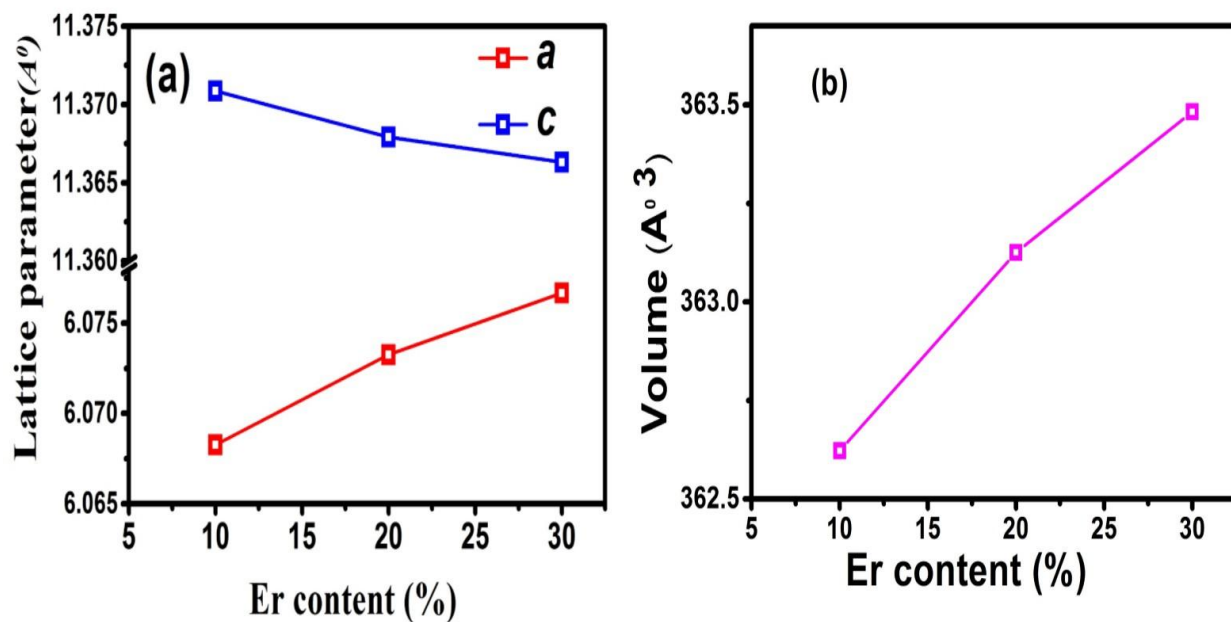 (a)
a
c
Lattice parameter(Aº)
11.375
11.370
11.365
11.360
6.075
6.070
6.065
5 10 15 20 25 30
Er content (%)
(b)
Volume (Aº 3)
363.5
363.0
362.5
5 10 15 20 25 30
Er content (%)